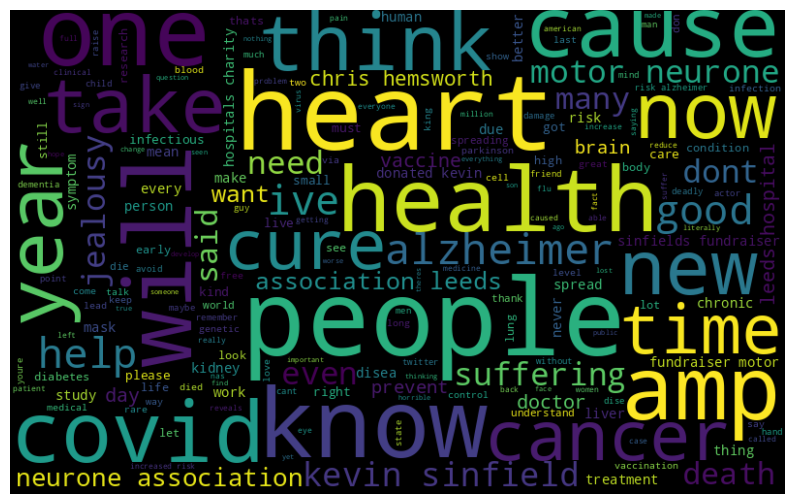 one
think
cause
thats
pain
human
nothing
much
show
better
american
last
made
man
don
raise
full
research
water
clinical
child
give
question
blood
hospitals charity
chris hemsworth
motor neurone
problem
two
everyone
mind
risk alzheimer
infection
take
heart
many
now
well
sign
virus
million
damage
increase
saying
king
must
risk
got
due
still
infectious
change
seen
via
spreading
parkinson
brain
reduce
condition
care
everything
year
symptom
jealousy
mean
need
vaccine
high
cell
friend
body
great
dont
dementia
every
make
donated kevin
small
son
flu
deadly
actor
suffer
person
want
ive
health
good
leeds hospital
will
said
guy
live
getting
caused
able
ago
fact
literally
early
cure
see
alzheimer
sinfields fundraiser
point
die
avoid
free
worse
medicine
theres
level
lost
come
talk
kind
association leeds
spread
never
lot
chronic
new
someone
lead
keep
world
thank
men
public
true
maybe
remember
genetic
long
lung
mask
really
people
time
help
left
look
important
twitter
without
fundraiser motor
youre
please
kidney
love
even
disea
suffering
amp
diabetes
life
patient
study
day
work
has
find
cant
thinking
right
prevent
back
face
women
doctor
died
horrible
control
dise
liver
medical
way
rare
reveals
understand
say
hand
covid
let
know
eye
state
cancer
case
called
yet
vaccination
thing
increased risk
neurone association
kevin sinfield
treatment
death